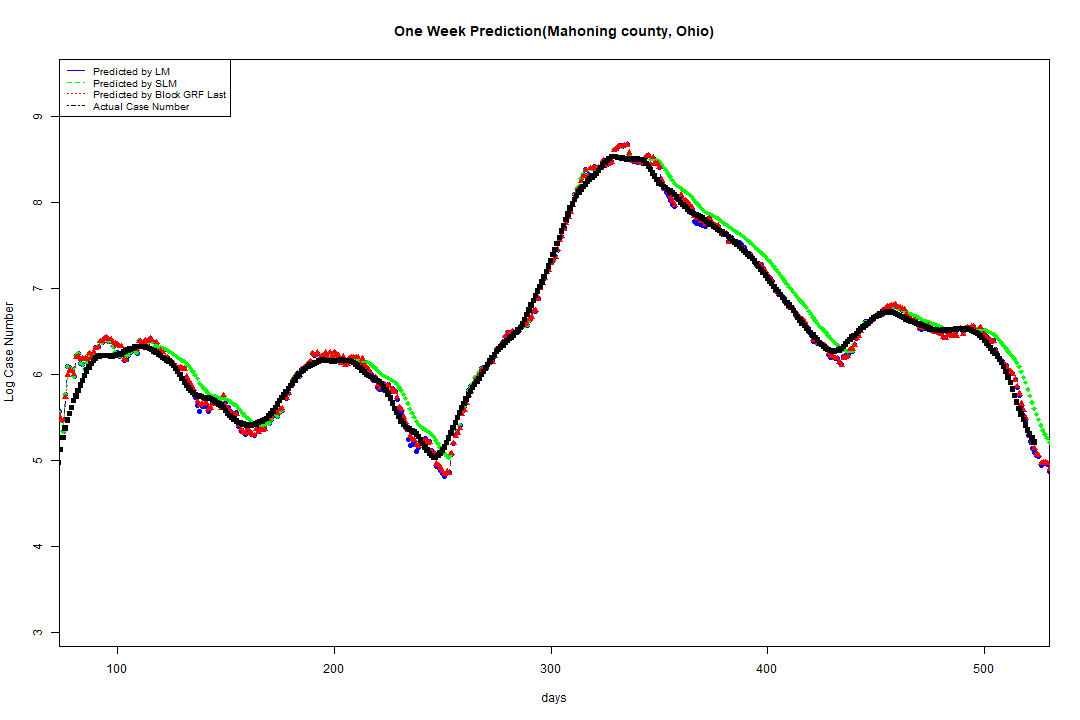 One Week Prediction(Mahoning county, Ohio)
Predicted by LM
Predicted by SLM
Predicted by Block GRF Last
Actual Case Number
9
8
7
6
5
4
3
Log Case Number
100 200 300 400 500
days